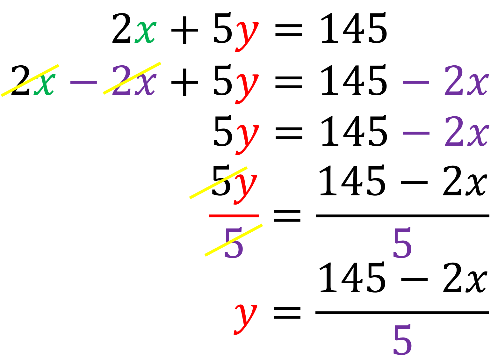 2x + 5y = 145
2x − 2x + 5y = 145 − 2x
5y = 145 − 2x
5y/5 = (145 − 2x)/5
y = (145 − 2x)/5